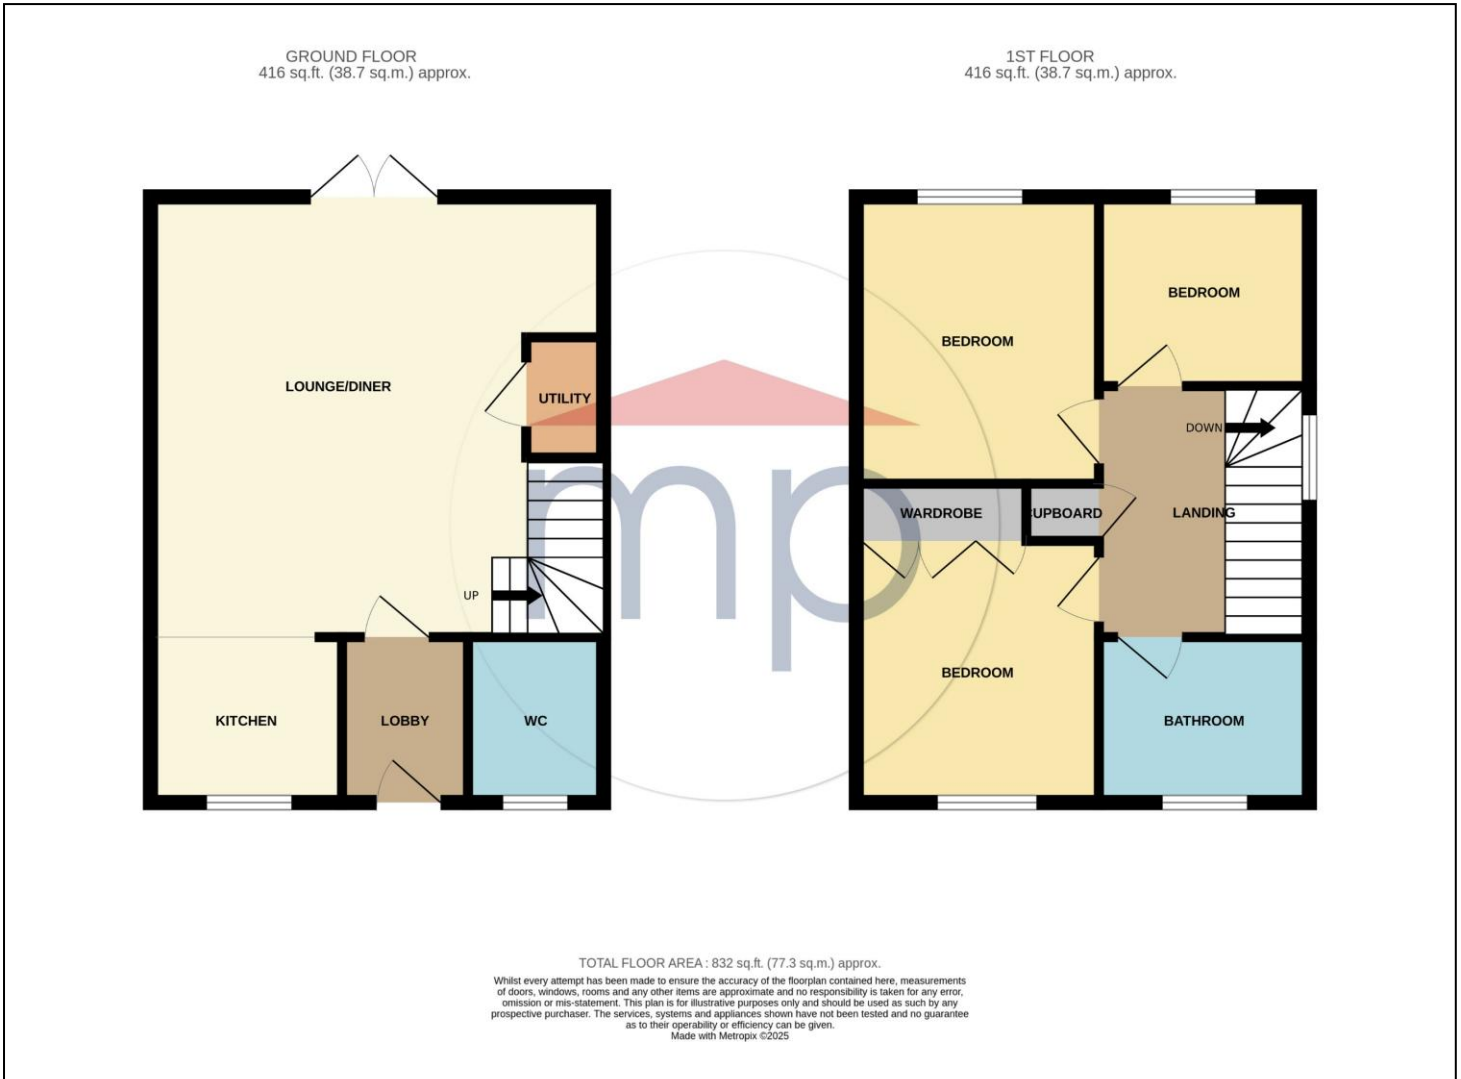 GROUND FLOOR
416 sq.ft. (38.7 sq.m.) approx.
1ST FLOOR
416 sq.ft. (38.7 sq.m.) approx.
LOUNGE/DINER
UTILITY
UP
KITCHEN
LOBBY
WC
BEDROOM
BEDROOM
DOWN
WARDROBE
CUPBOARD
LANDING
BEDROOM
BATHROOM
mp
TOTAL FLOOR AREA : 832 sq.ft. (77.3 sq.m.) approx.
Whilst every attempt has been made to ensure the accuracy of the floorplan contained here, measurements
of doors, windows, rooms and any other items are approximate and no responsibility is taken for any error,
omission or mis-statement. This plan is for illustrative purposes only and should be used as such by any
prospective purchaser. The services, systems and appliances shown have not been tested and no guarantee
as to their operability or efficiency can be given.
Made with Metropix ©2025